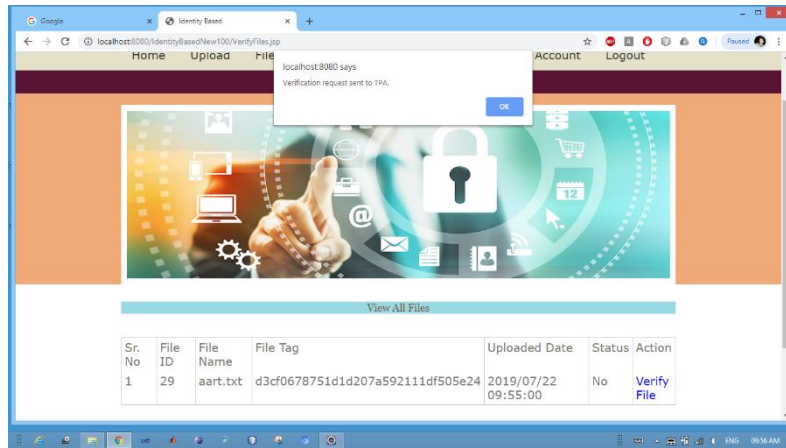 Google
Identity Based
localhost:8080/IdentityBasedNew100/VerifyFiles.jsp
Paused
Home Upload File Account Logout
localhost:8080 says
Verification request sent to TPA.
OK
12
@
View All Files
Sr. No File ID File Name File Tag Uploaded Date Status Action
1 29 aart.txt d3cf0678751d1d207a592111df505e24 2019/07/22 09:55:00 No Verify File
ENG 09:56 AM